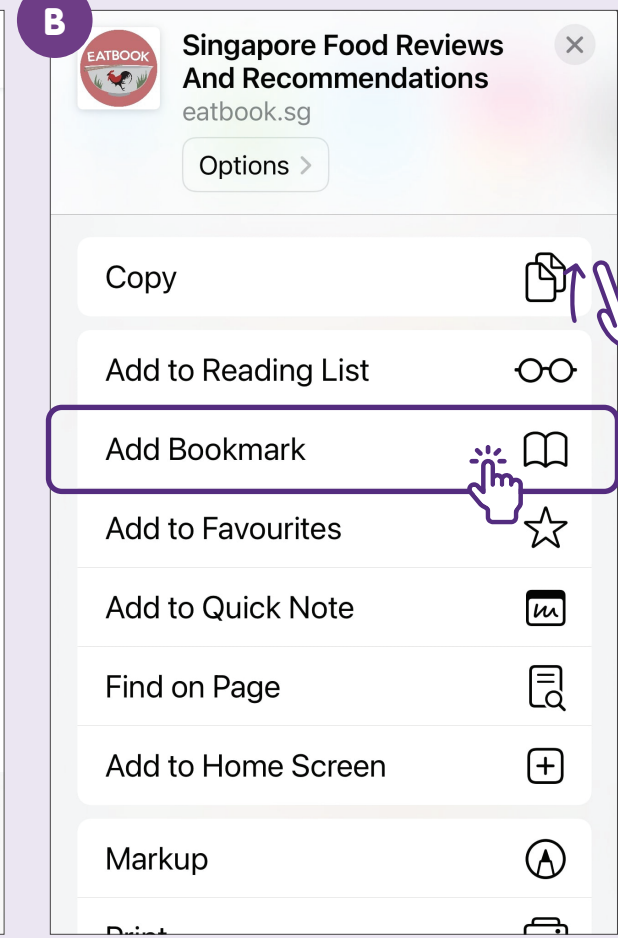 B
EATBOOK
Singapore Food Reviews
And Recommendations
eatbook.sg
Options
Copy
Add to Reading List
Add Bookmark
Add to Favourites
Add to Quick Note
Find on Page
Add to Home Screen
Markup
Print